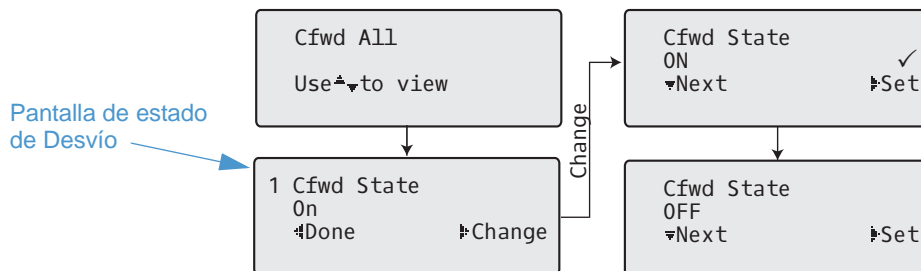 Cfwd All
Use to view
Pantalla de estado
de Desvío
1 Cfwd State
On
Done Change
Change
Cfwd State
ON ✓
Next Set
Cfwd State
OFF
Next Set